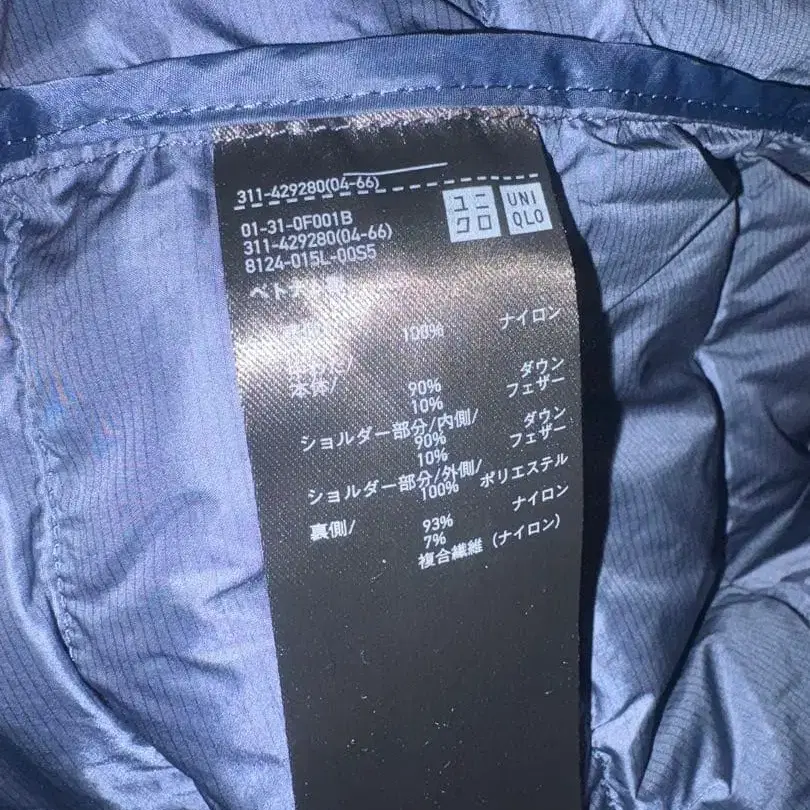 311-429280(04-66)
ユニ
クロ
UNI
QLO
01-31-0F001B
311-429280(04-66)
8124-015L-00S5
100% ナイロン
本体/ 90% ダウン
10% フェザー
ショルダー部分/内側/
90% ダウン
10% フェザー
ショルダー部分/外側/
100% ポリエステル
裏側/ 93% ナイロン
7%
複合繊維 (ナイロン)